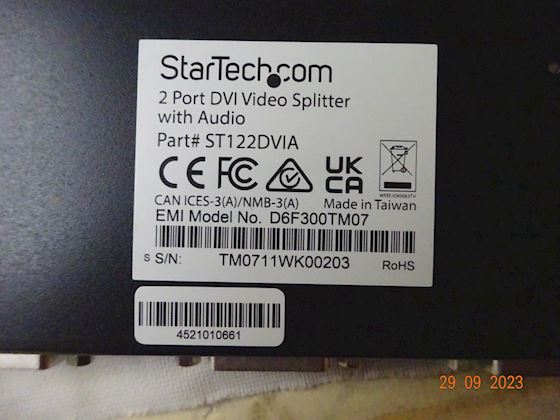 StarTech.com
2 Port DVI Video Splitter
with Audio
Part# ST122DVIA
CE FC UK CA
CAN ICES-3(A)/NMB-3(A) Made in Taiwan
EMI Model No. D6F300TM07
S S/N: TM0711WK00203 RoHS
4521010661
29 09 2023